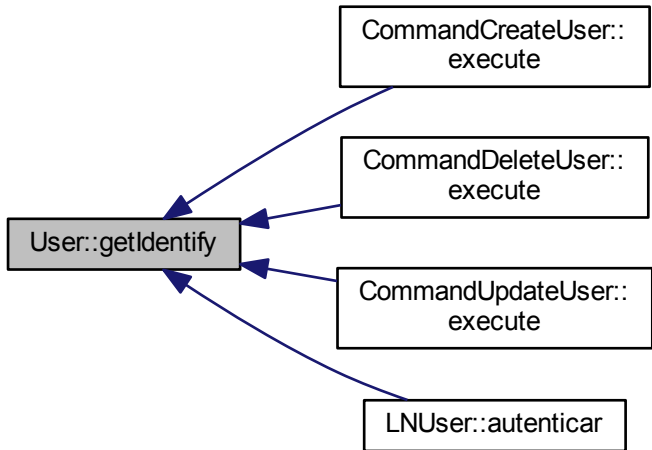 CommandCreateUser::
execute
CommandDeleteUser::
execute
User::getIdentify
CommandUpdateUser::
execute
LNUser::autenticar